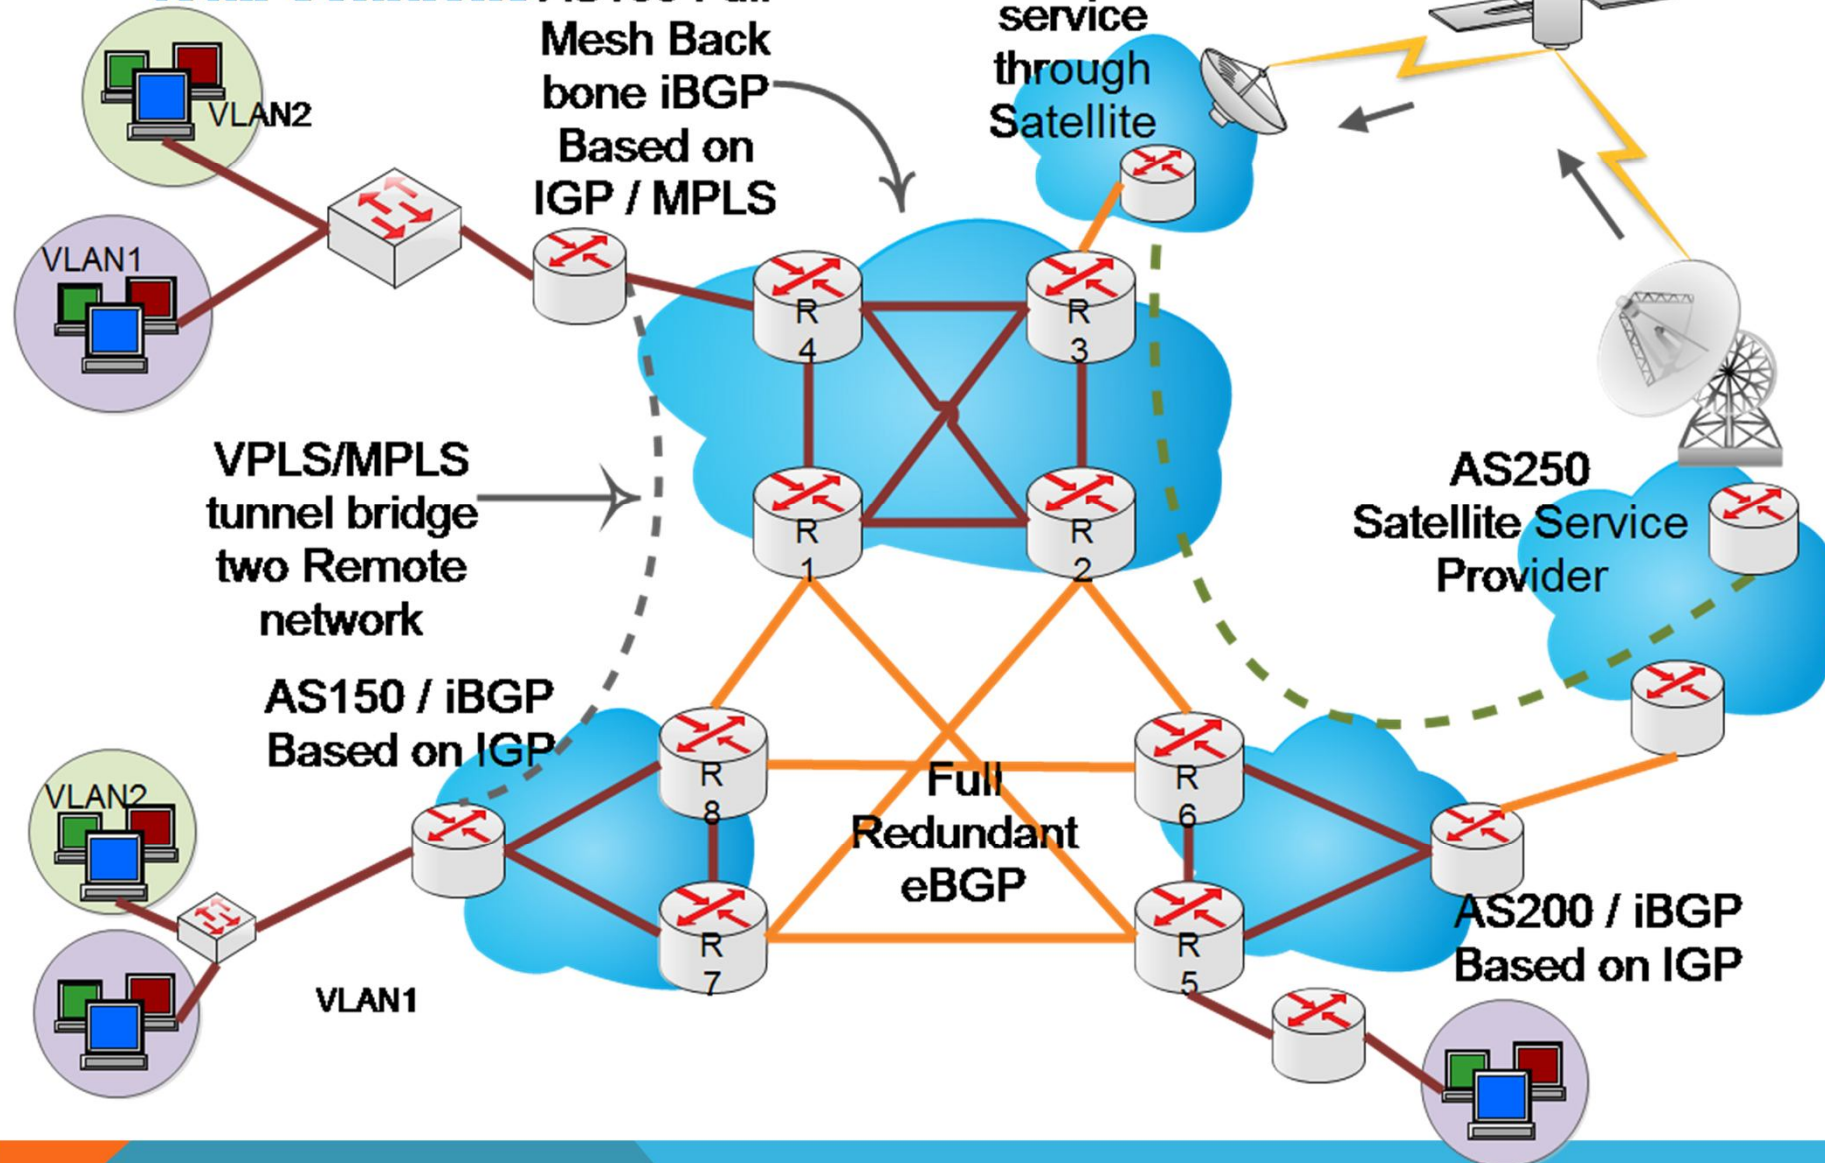 Mesh Back
bone iBGP
Based on
IGP / MPLS
service
through
Satellite
VLAN2
VLAN1
R
4
R
3
R
1
R
2
VPLS/MPLS
tunnel bridge
two Remote
network
AS250
Satellite Service
Provider
AS150 / iBGP
Based on IGP
VLAN2
VLAN1
R
8
R
7
Full
Redundant
eBGP
R
6
R
5
AS200 / iBGP
Based on IGP